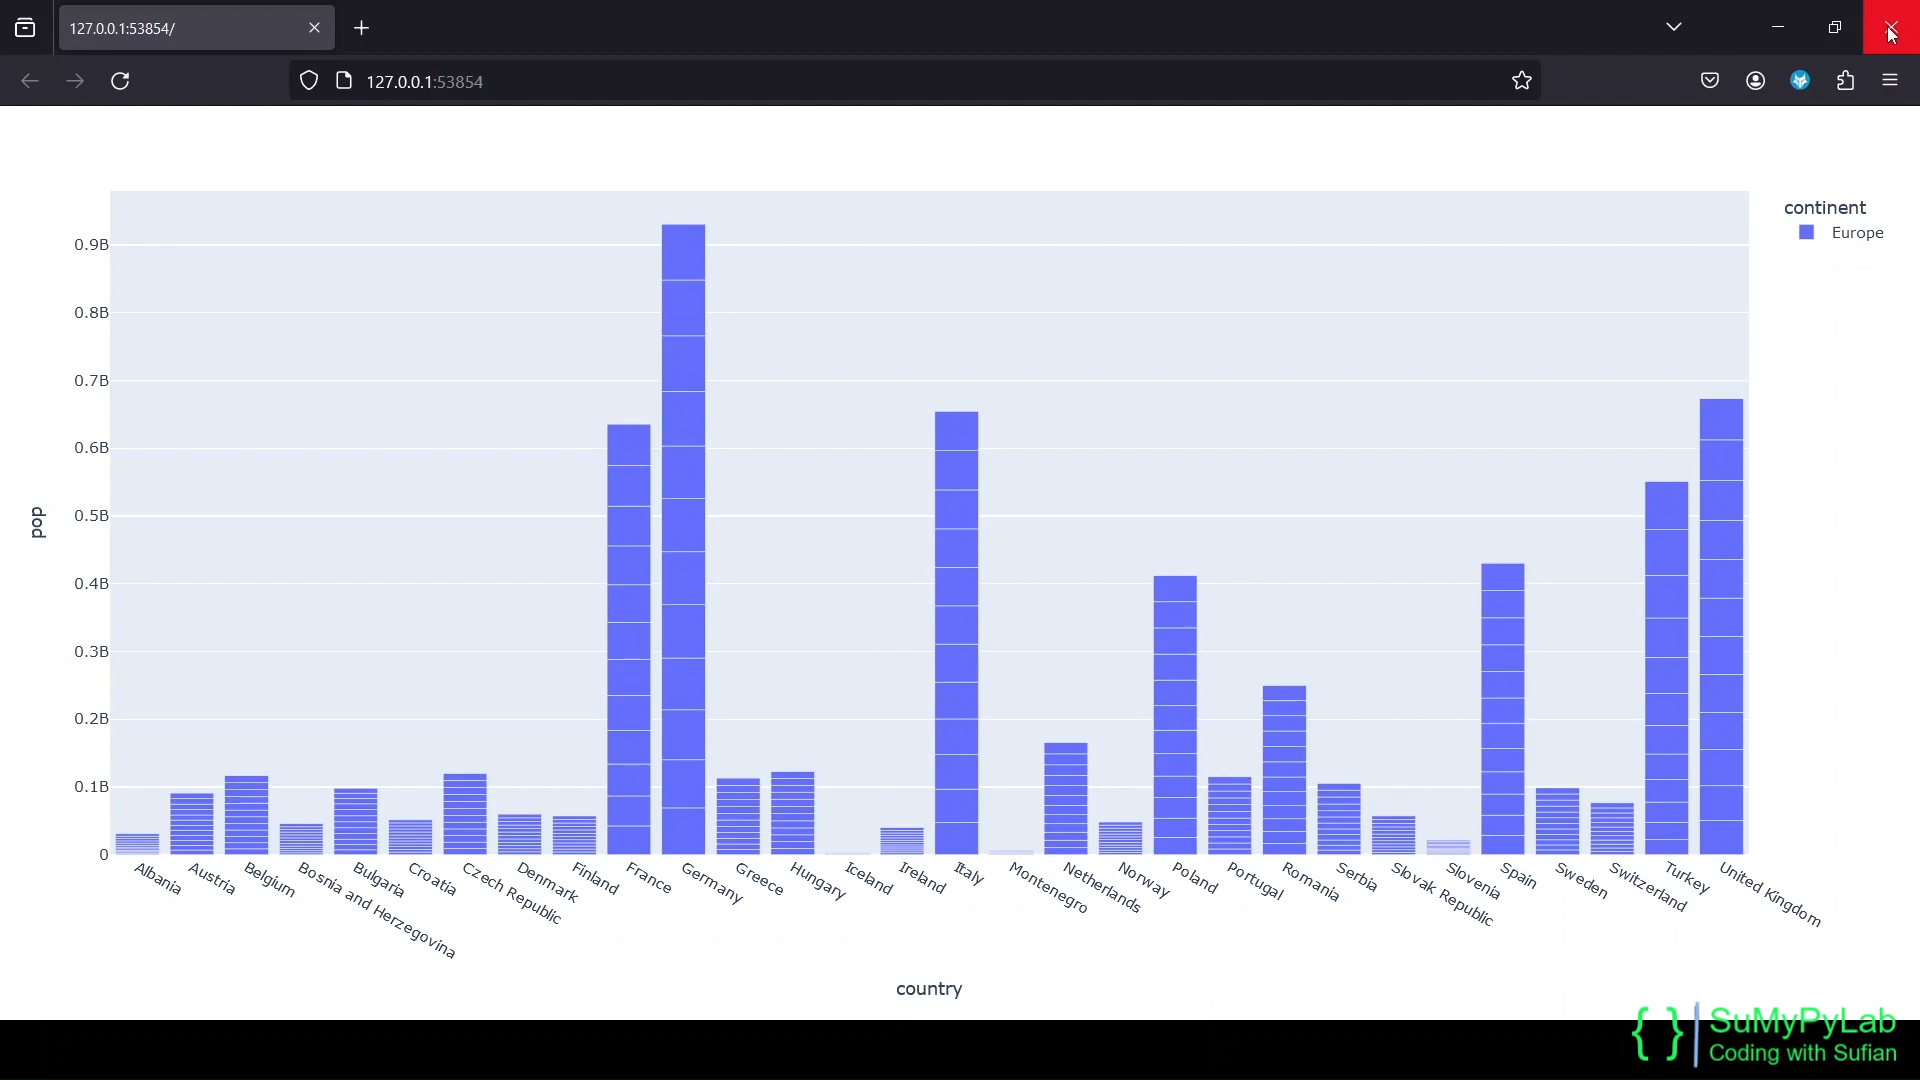 127.0.0.1:53854/
127.0.0.1:53854
continent
Europe
0.9B
0.8B
0.7B
0.6B
0.5B
0.4B
0.3B
0.2B
0.1B
0
pop
Albania
Austria
Belgium
Bosnia and Herzegovina
Bulgaria
Croatia
Czech Republic
Denmark
Finland
France
Germany
Greece
Hungary
Iceland
Ireland
Italy
Montenegro
Netherlands
Norway
Poland
Portugal
Romania
Serbia
Slovak Republic
Slovenia
Spain
Sweden
Switzerland
Turkey
United Kingdom
country
{ } SuMyPyLab
Coding with Sufian